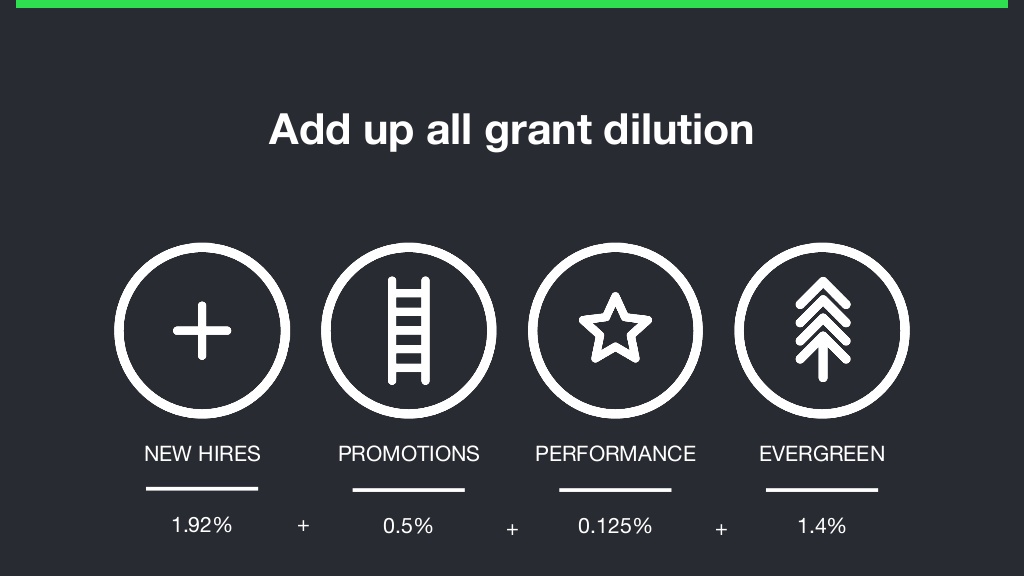 Add up all grant dilution
NEW HIRES PROMOTIONS PERFORMANCE EVERGREEN
1.92% + 0.5% + 0.125% + 1.4%